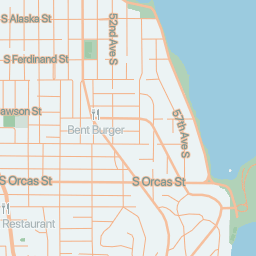 S Alaska St
52nd Ave S
S Ferdinand St
awson St
57th Ave S
Bent Burger
S Orcas St
S Orcas St
Restaurant